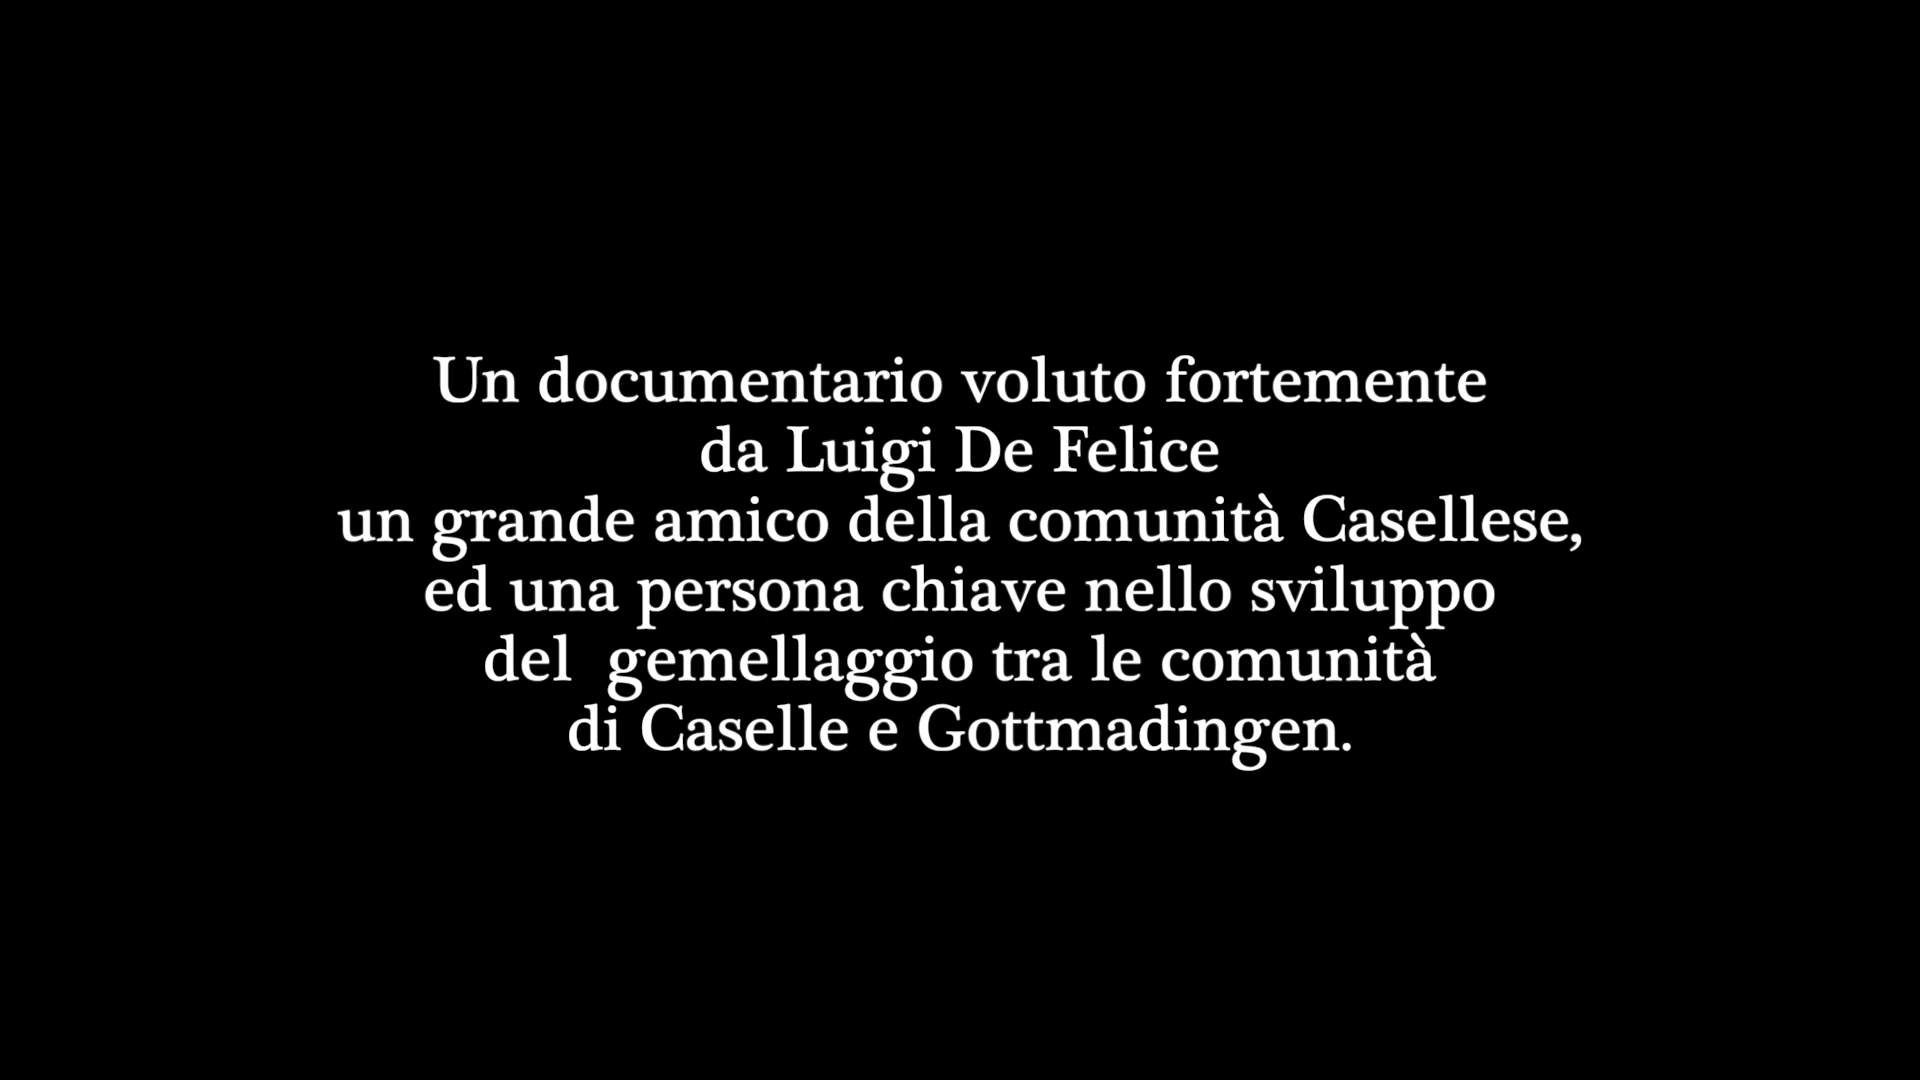 Un documentario voluto fortemente
da Luigi De Felice
un grande amico della comunità Casellese,
ed una persona chiave nello sviluppo
del  gemellaggio tra le comunità
di Caselle e Gottmadingen.